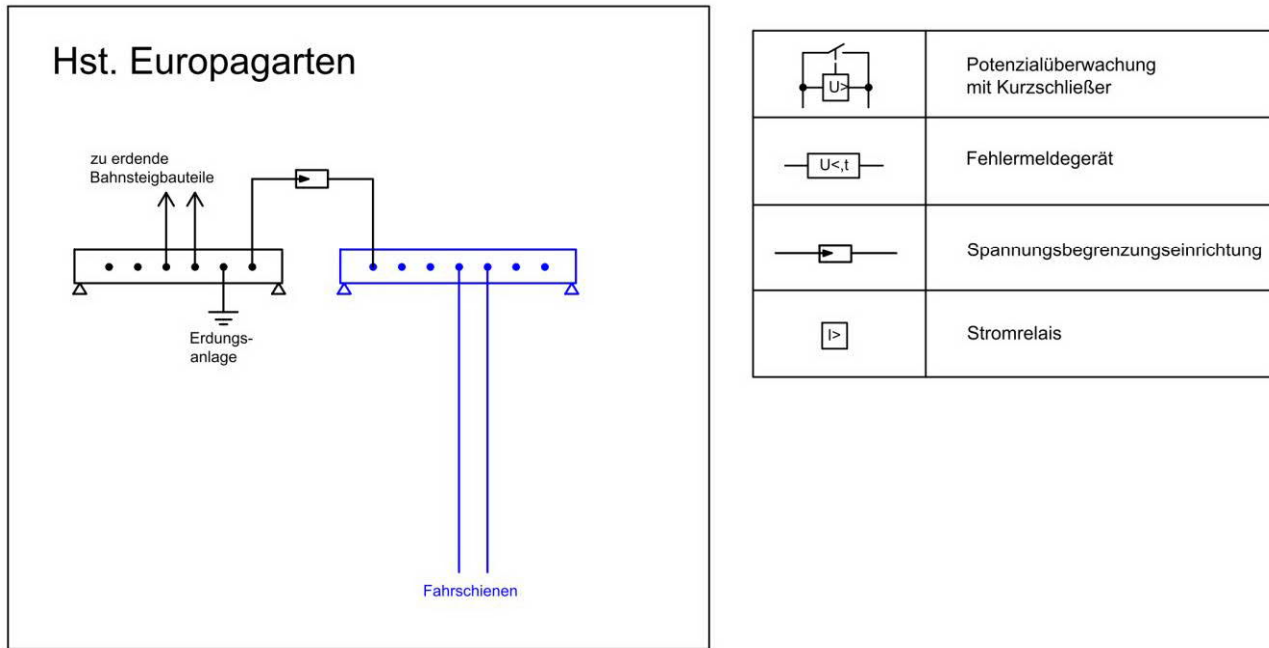 Hst. Europagarten
zu erdende
Bahnsteigbauteile
Erdungs-
anlage
Fahrschienen
U>
Potenzialüberwachung
mit Kurzschließer
U<,t
Fehlermeldegerät
Spannungsbegrenzungseinrichtung
I>
Stromrelais